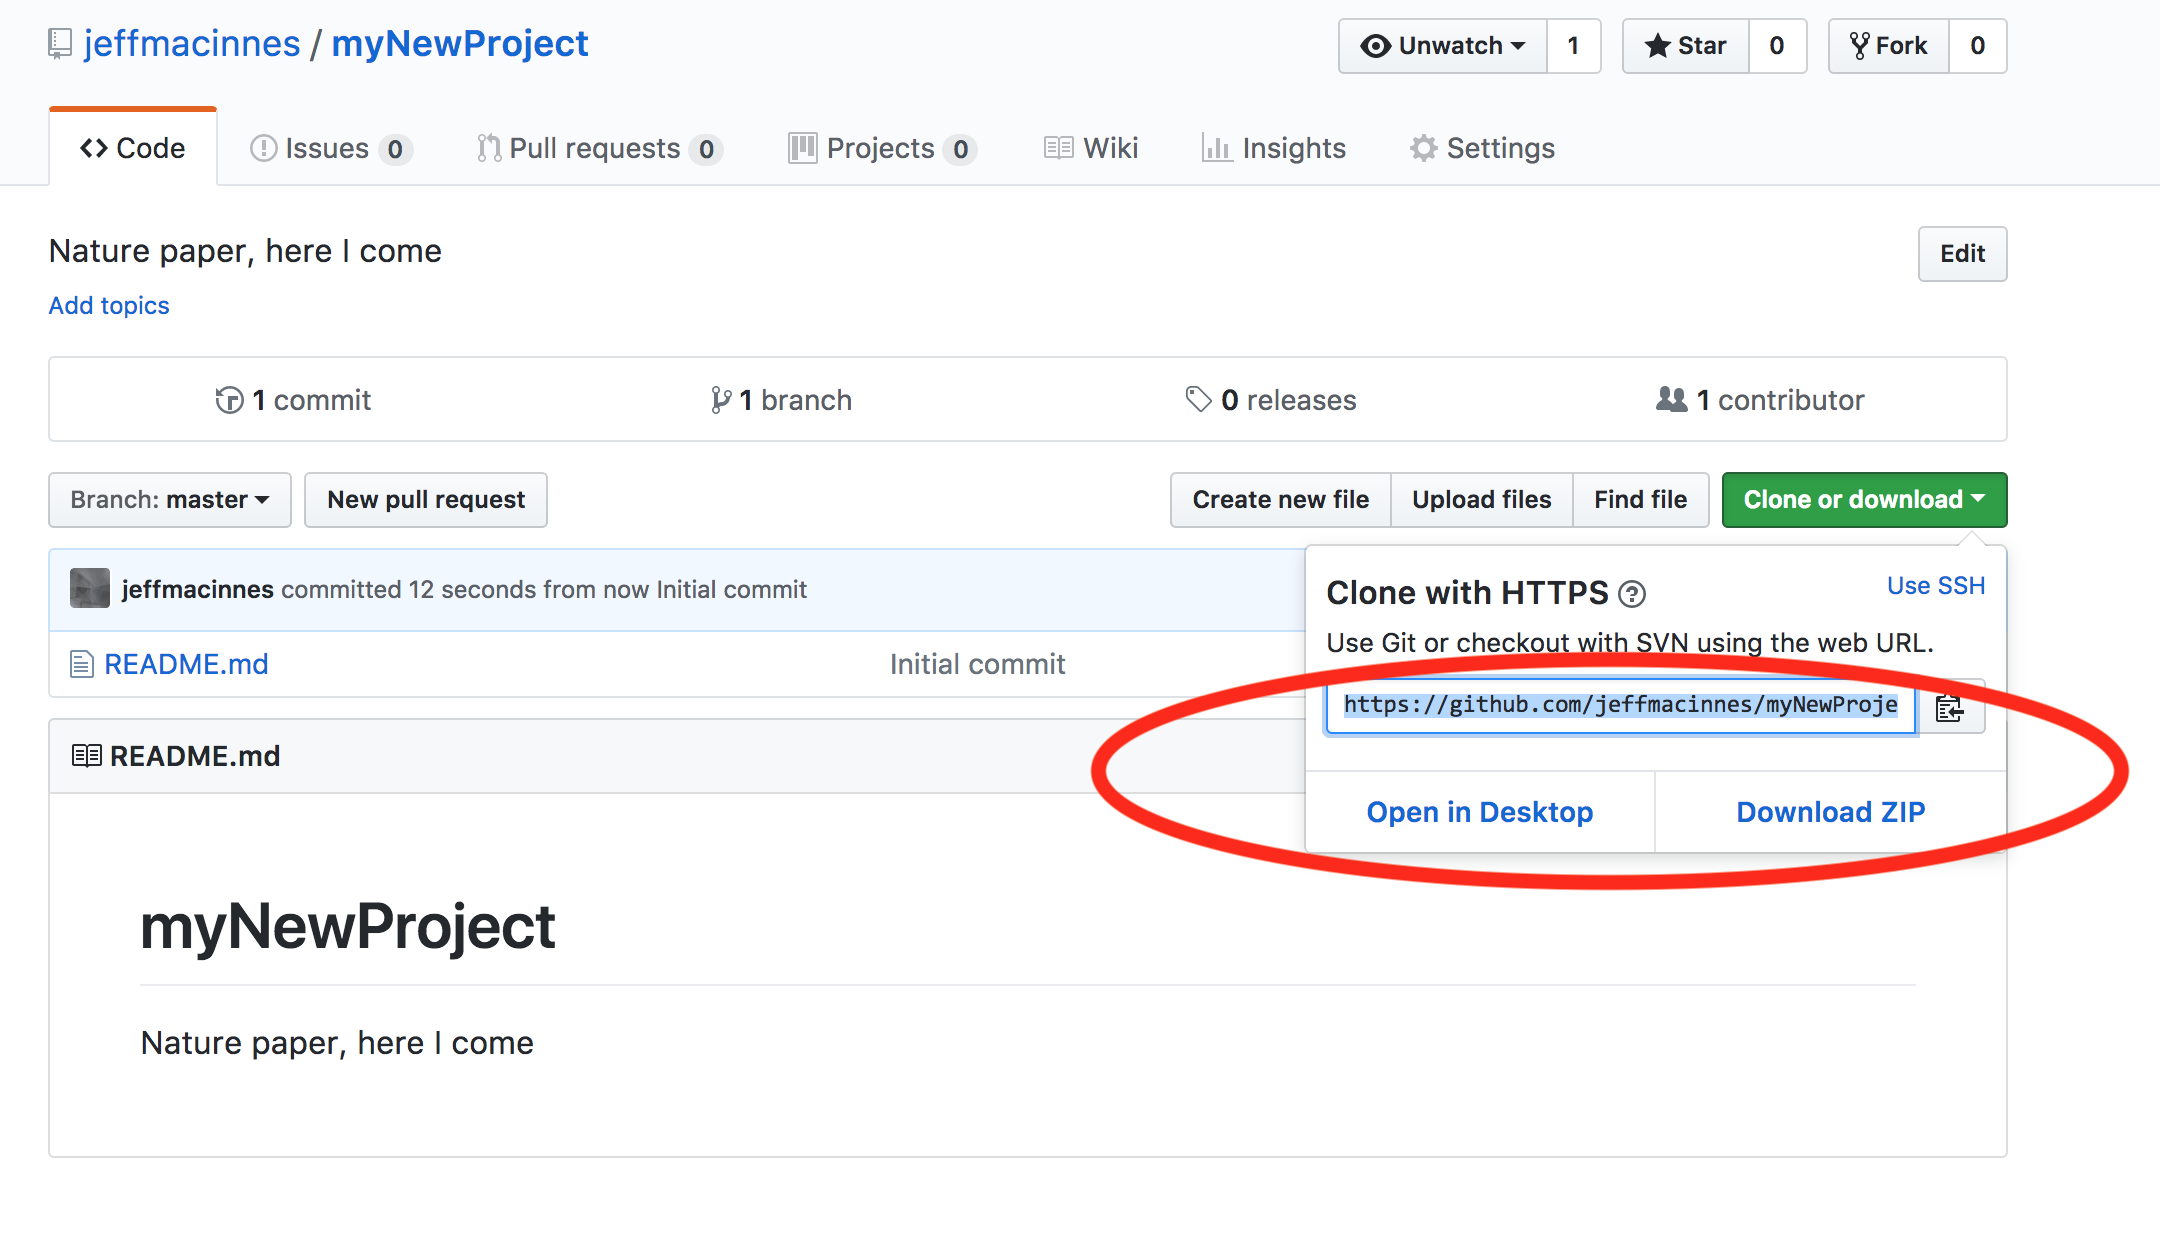 jeffmacinnes / myNewProject
Unwatch 1 Star 0 Fork 0
Code Issues 0 Pull requests 0 Projects 0 Wiki Insights Settings
Nature paper, here I come
Edit
Add topics
1 commit 1 branch 0 releases 1 contributor
Branch: master New pull request Create new file Upload files Find file Clone or download
jeffmacinnes committed 12 seconds from now Initial commit
Clone with HTTPS ? Use SSH
Use Git or checkout with SVN using the web URL.
README.md Initial commit
https://github.com/jeffmacinnes/myNewProje
README.md
Open in Desktop Download ZIP
myNewProject
Nature paper, here I come